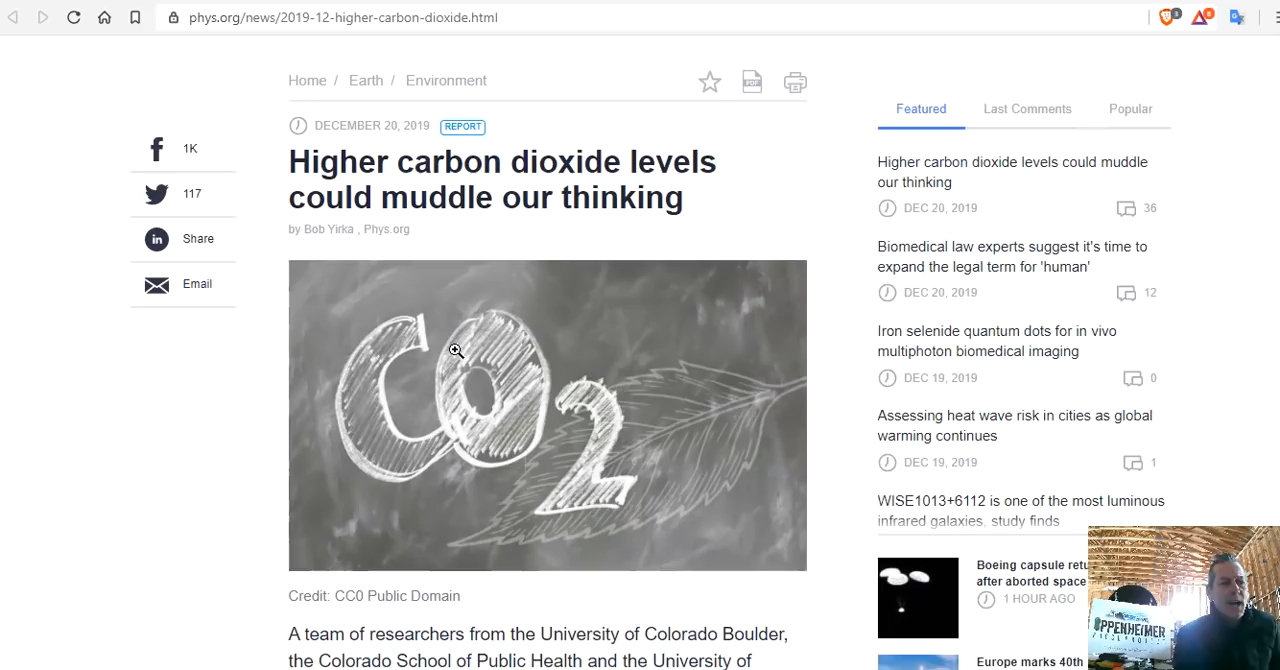 phys.org/news/2019-12-higher-carbon-dioxide.html
3
8
Home / Earth / Environment
PDF
DECEMBER 20, 2019 REPORT
Higher carbon dioxide levels
could muddle our thinking
by Bob Yirka , Phys.org
1K
117
in Share
Email
CO2
Credit: CC0 Public Domain
A team of researchers from the University of Colorado Boulder,
the Colorado School of Public Health and the University of
Featured Last Comments Popular
Higher carbon dioxide levels could muddle
our thinking
DEC 20, 2019 36
Biomedical law experts suggest it's time to
expand the legal term for 'human'
DEC 20, 2019 12
Iron selenide quantum dots for in vivo
multiphoton biomedical imaging
DEC 19, 2019 0
Assessing heat wave risk in cities as global
warming continues
DEC 19, 2019 1
WISE1013+6112 is one of the most luminous
infrared galaxies, study finds
Boeing capsule retu
after aborted space
1 HOUR AGO
Europe marks 40th
OPPENHEIMER